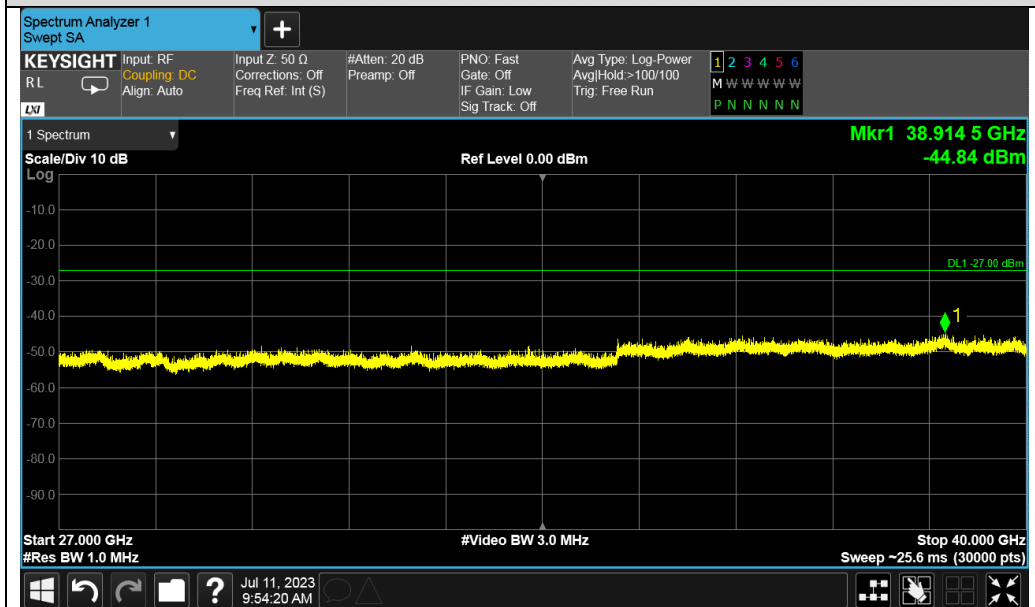 Spectrum Analyzer 1
Swept SA
+
KEYSIGHT
RL
LXI
Input: RF
Coupling: DC
Align: Auto
Input Z: 50 Ω
Corrections: Off
Freq Ref: Int (S)
#Atten: 20 dB
Preamp: Off
PNO: Fast
Gate: Off
IF Gain: Low
Sig Track: Off
Avg Type: Log-Power
Avg|Hold:>100/100
Trig: Free Run
1 2 3 4 5 6
M W W W W W
P N N N N N
1 Spectrum
Mkr1 38.914 5 GHz
Scale/Div 10 dB
Ref Level 0.00 dBm
-44.84 dBm
Log
-10.0
-20.0
DL1 -27.00 dBm
-30.0
-40.0
1
-50.0
-60.0
-70.0
-80.0
-90.0
Start 27.000 GHz
#Video BW 3.0 MHz
Stop 40.000 GHz
#Res BW 1.0 MHz
Sweep ~25.6 ms (30000 pts)
?
Jul 11, 2023
9:54:20 AM